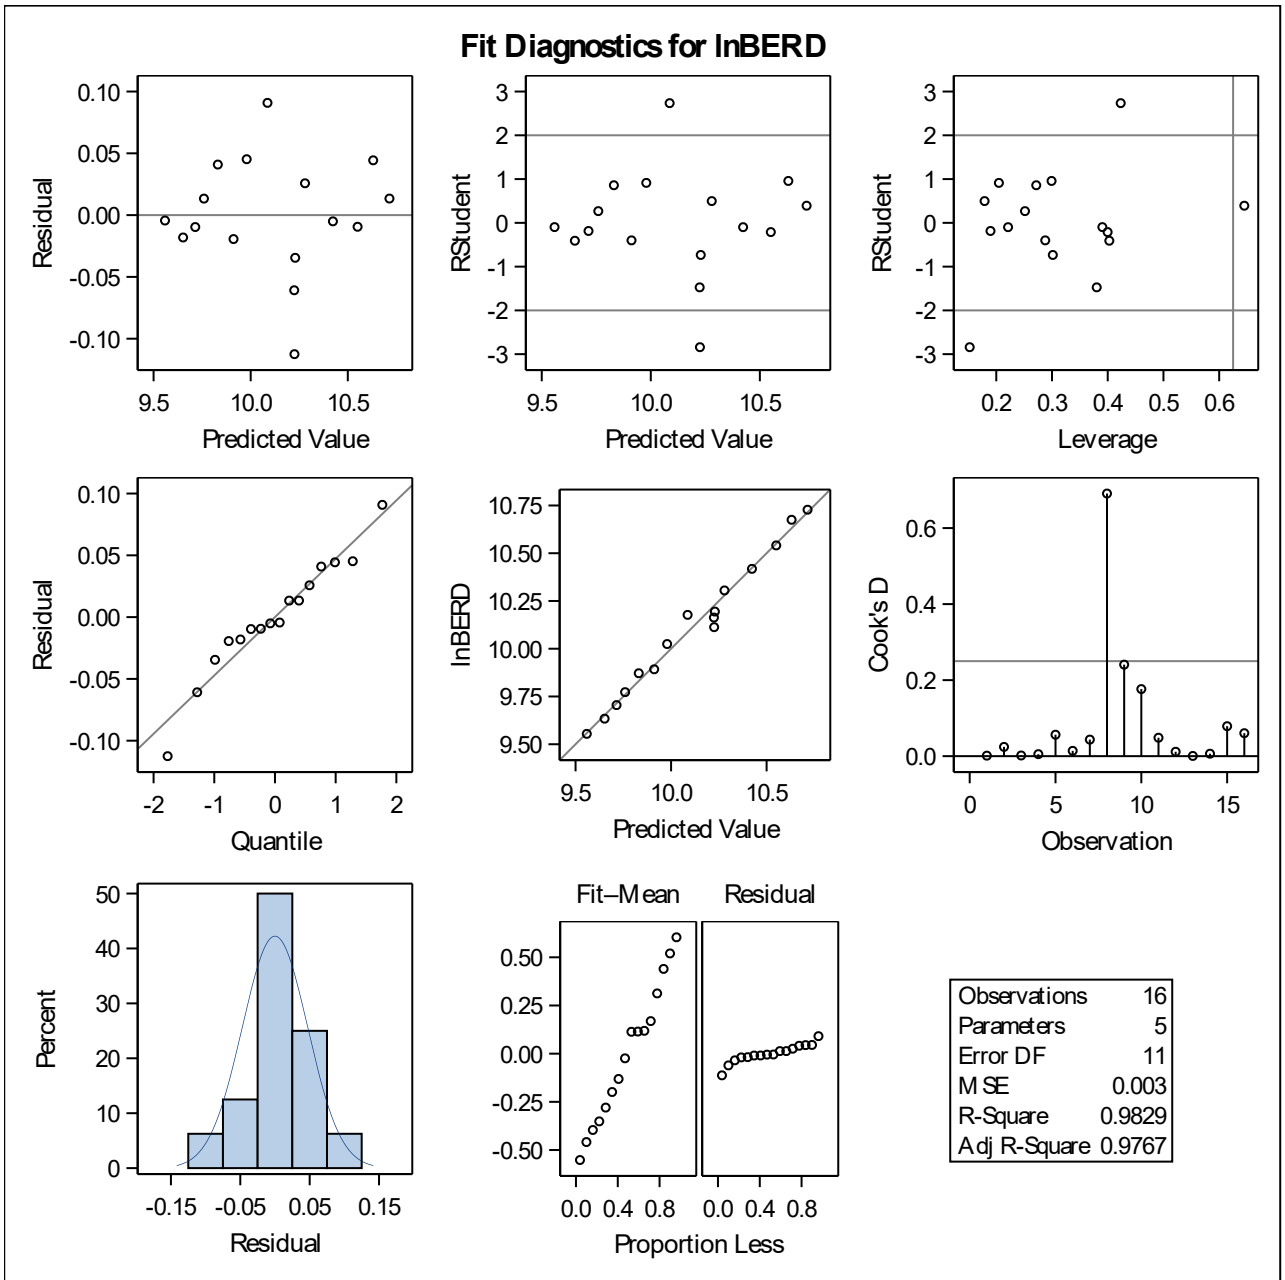 Fit Diagnostics for lnBERD
0.10
0.05
0.00
-0.05
-0.10
Residual
9.5 10.0 10.5
Predicted Value
3
2
1
0
-1
-2
-3
RStudent
9.5 10.0 10.5
Predicted Value
3
2
1
0
-1
-2
-3
RStudent
0.2 0.3 0.4 0.5 0.6
Leverage
0.10
0.05
0.00
-0.05
-0.10
Residual
-2 -1 0 1 2
Quantile
10.75
10.50
10.25
10.00
9.75
9.50
lnBERD
9.5 10.0 10.5
Predicted Value
0.6
0.4
0.2
0.0
Cook's D
0 5 10 15
Observation
50
40
30
20
10
0
Percent
-0.15 -0.05 0.05 0.15
Residual
Fit–Mean Residual
0.50
0.25
0.00
-0.25
-0.50
0.0 0.4 0.8 0.0 0.4 0.8
Proportion Less
Observations 16
Parameters 5
Error DF 11
MSE 0.003
R-Square 0.9829
Adj R-Square 0.9767